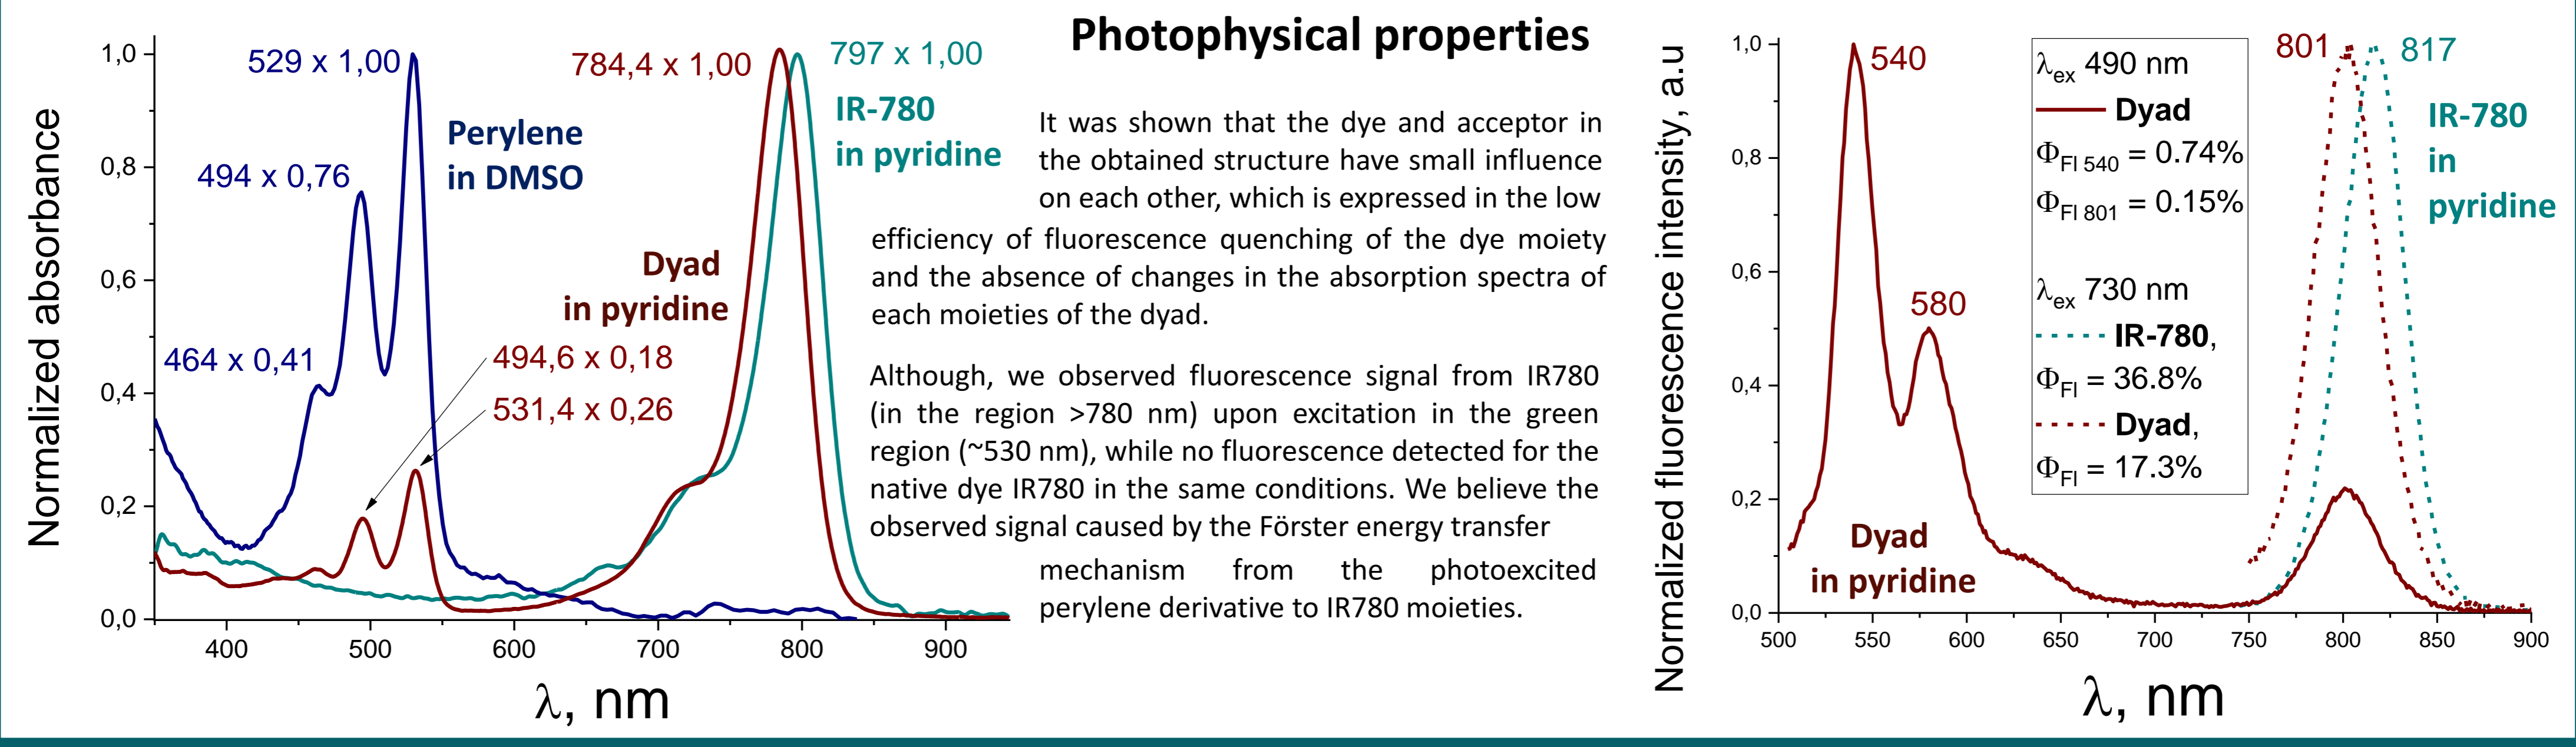 Photophysical properties
Normalized absorbance
1,0
0,8
0,6
0,4
0,2
0,0
400
500
600
700
800
900
λ, nm
529 x 1,00
494 x 0,76
464 x 0,41
Perylene
in DMSO
784,4 x 1,00
797 x 1,00
IR-780
in pyridine
Dyad
in pyridine
494,6 x 0,18
531,4 x 0,26
It was shown that the dye and acceptor in
the obtained structure have small influence
on each other, which is expressed in the low
efficiency of fluorescence quenching of the dye moiety
and the absence of changes in the absorption spectra of
each moieties of the dyad.
Although, we observed fluorescence signal from IR780
(in the region >780 nm) upon excitation in the green
region (~530 nm), while no fluorescence detected for the
native dye IR780 in the same conditions. We believe the
observed signal caused by the Förster energy transfer
mechanism from the photoexcited
perylene derivative to IR780 moieties.
Normalized fluorescence intensity, a.u
1,0
0,8
0,6
0,4
0,2
0,0
500
550
600
650
700
750
800
850
900
λ, nm
540
580
Dyad
in pyridine
λex 490 nm
Dyad
ΦFl 540 = 0.74%
ΦFl 801 = 0.15%
λex 730 nm
IR-780,
ΦFl = 36.8%
Dyad,
ΦFl = 17.3%
801
817
IR-780
in
pyridine